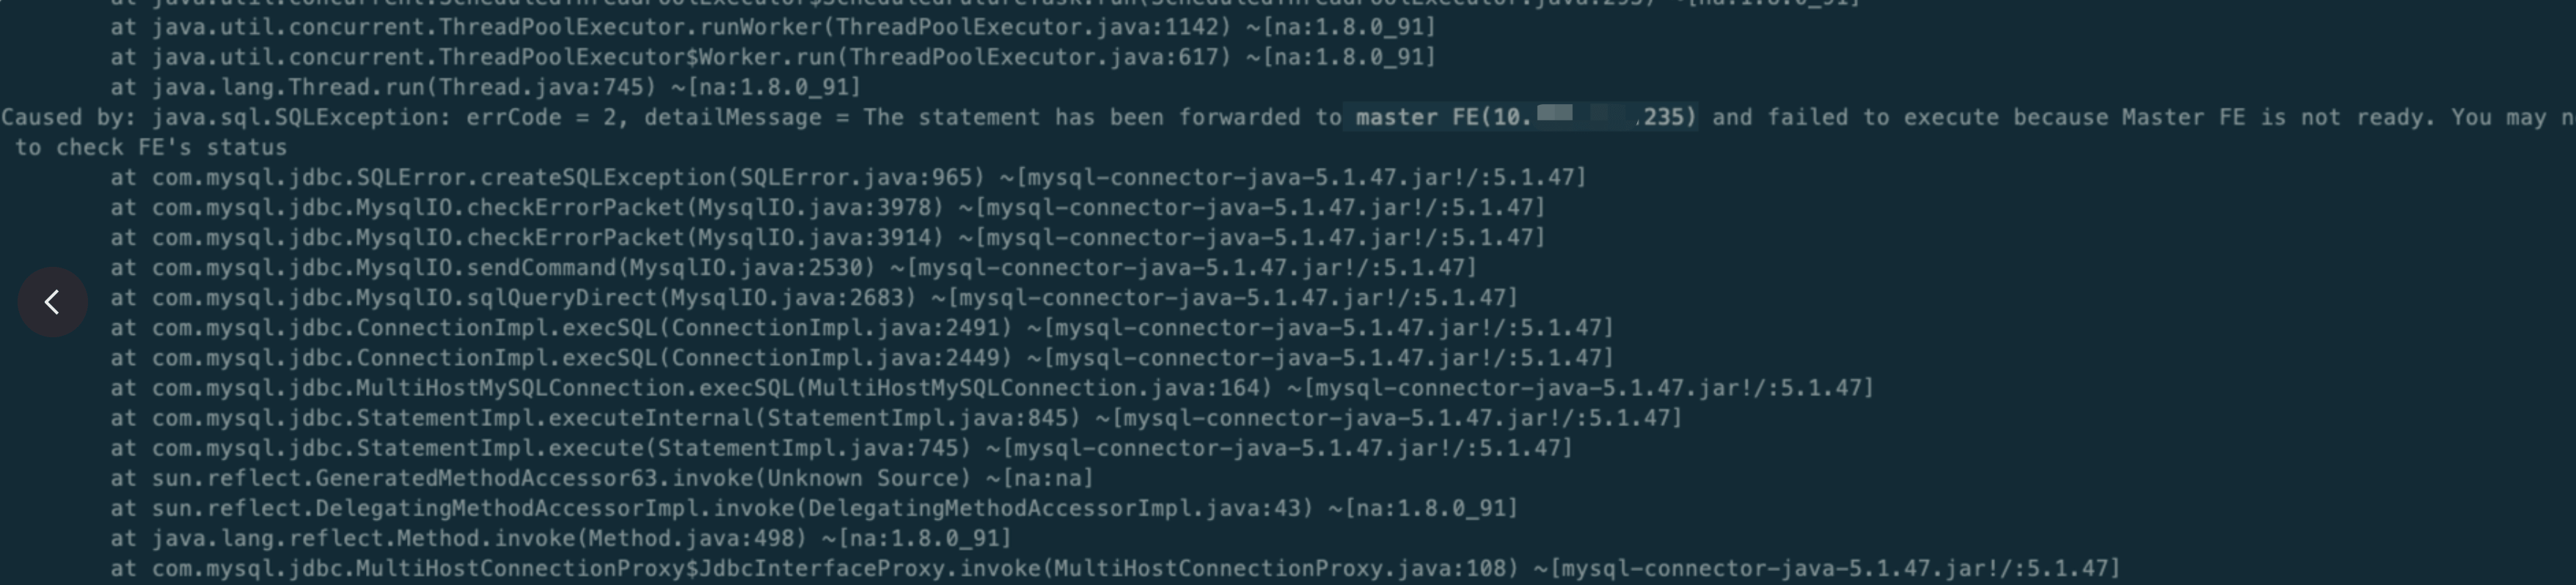 at java.util.concurrent.ScheduledThreadPoolExecutor$ScheduledFutureTask.run(ScheduledThreadPoolExecutor.java:293) ~[na:1.8.0_91]
at java.util.concurrent.ThreadPoolExecutor.runWorker(ThreadPoolExecutor.java:1142) ~[na:1.8.0_91]
at java.util.concurrent.ThreadPoolExecutor$Worker.run(ThreadPoolExecutor.java:617) ~[na:1.8.0_91]
at java.lang.Thread.run(Thread.java:745) ~[na:1.8.0_91]
Caused by: java.sql.SQLException: errCode = 2, detailMessage = The statement has been forwarded to master FE(10. .235) and failed to execute because Master FE is not ready. You may n
to check FE's status
at com.mysql.jdbc.SQLError.createSQLException(SQLError.java:965) ~[mysql-connector-java-5.1.47.jar!/:5.1.47]
at com.mysql.jdbc.MysqlIO.checkErrorPacket(MysqlIO.java:3978) ~[mysql-connector-java-5.1.47.jar!/:5.1.47]
at com.mysql.jdbc.MysqlIO.checkErrorPacket(MysqlIO.java:3914) ~[mysql-connector-java-5.1.47.jar!/:5.1.47]
at com.mysql.jdbc.MysqlIO.sendCommand(MysqlIO.java:2530) ~[mysql-connector-java-5.1.47.jar!/:5.1.47]
at com.mysql.jdbc.MysqlIO.sqlQueryDirect(MysqlIO.java:2683) ~[mysql-connector-java-5.1.47.jar!/:5.1.47]
at com.mysql.jdbc.ConnectionImpl.execSQL(ConnectionImpl.java:2491) ~[mysql-connector-java-5.1.47.jar!/:5.1.47]
at com.mysql.jdbc.ConnectionImpl.execSQL(ConnectionImpl.java:2449) ~[mysql-connector-java-5.1.47.jar!/:5.1.47]
at com.mysql.jdbc.MultiHostMySQLConnection.execSQL(MultiHostMySQLConnection.java:164) ~[mysql-connector-java-5.1.47.jar!/:5.1.47]
at com.mysql.jdbc.StatementImpl.executeInternal(StatementImpl.java:845) ~[mysql-connector-java-5.1.47.jar!/:5.1.47]
at com.mysql.jdbc.StatementImpl.execute(StatementImpl.java:745) ~[mysql-connector-java-5.1.47.jar!/:5.1.47]
at sun.reflect.GeneratedMethodAccessor63.invoke(Unknown Source) ~[na:na]
at sun.reflect.DelegatingMethodAccessorImpl.invoke(DelegatingMethodAccessorImpl.java:43) ~[na:1.8.0_91]
at java.lang.reflect.Method.invoke(Method.java:498) ~[na:1.8.0_91]
at com.mysql.jdbc.MultiHostConnectionProxy$JdbcInterfaceProxy.invoke(MultiHostConnectionProxy.java:108) ~[mysql-connector-java-5.1.47.jar!/:5.1.47]